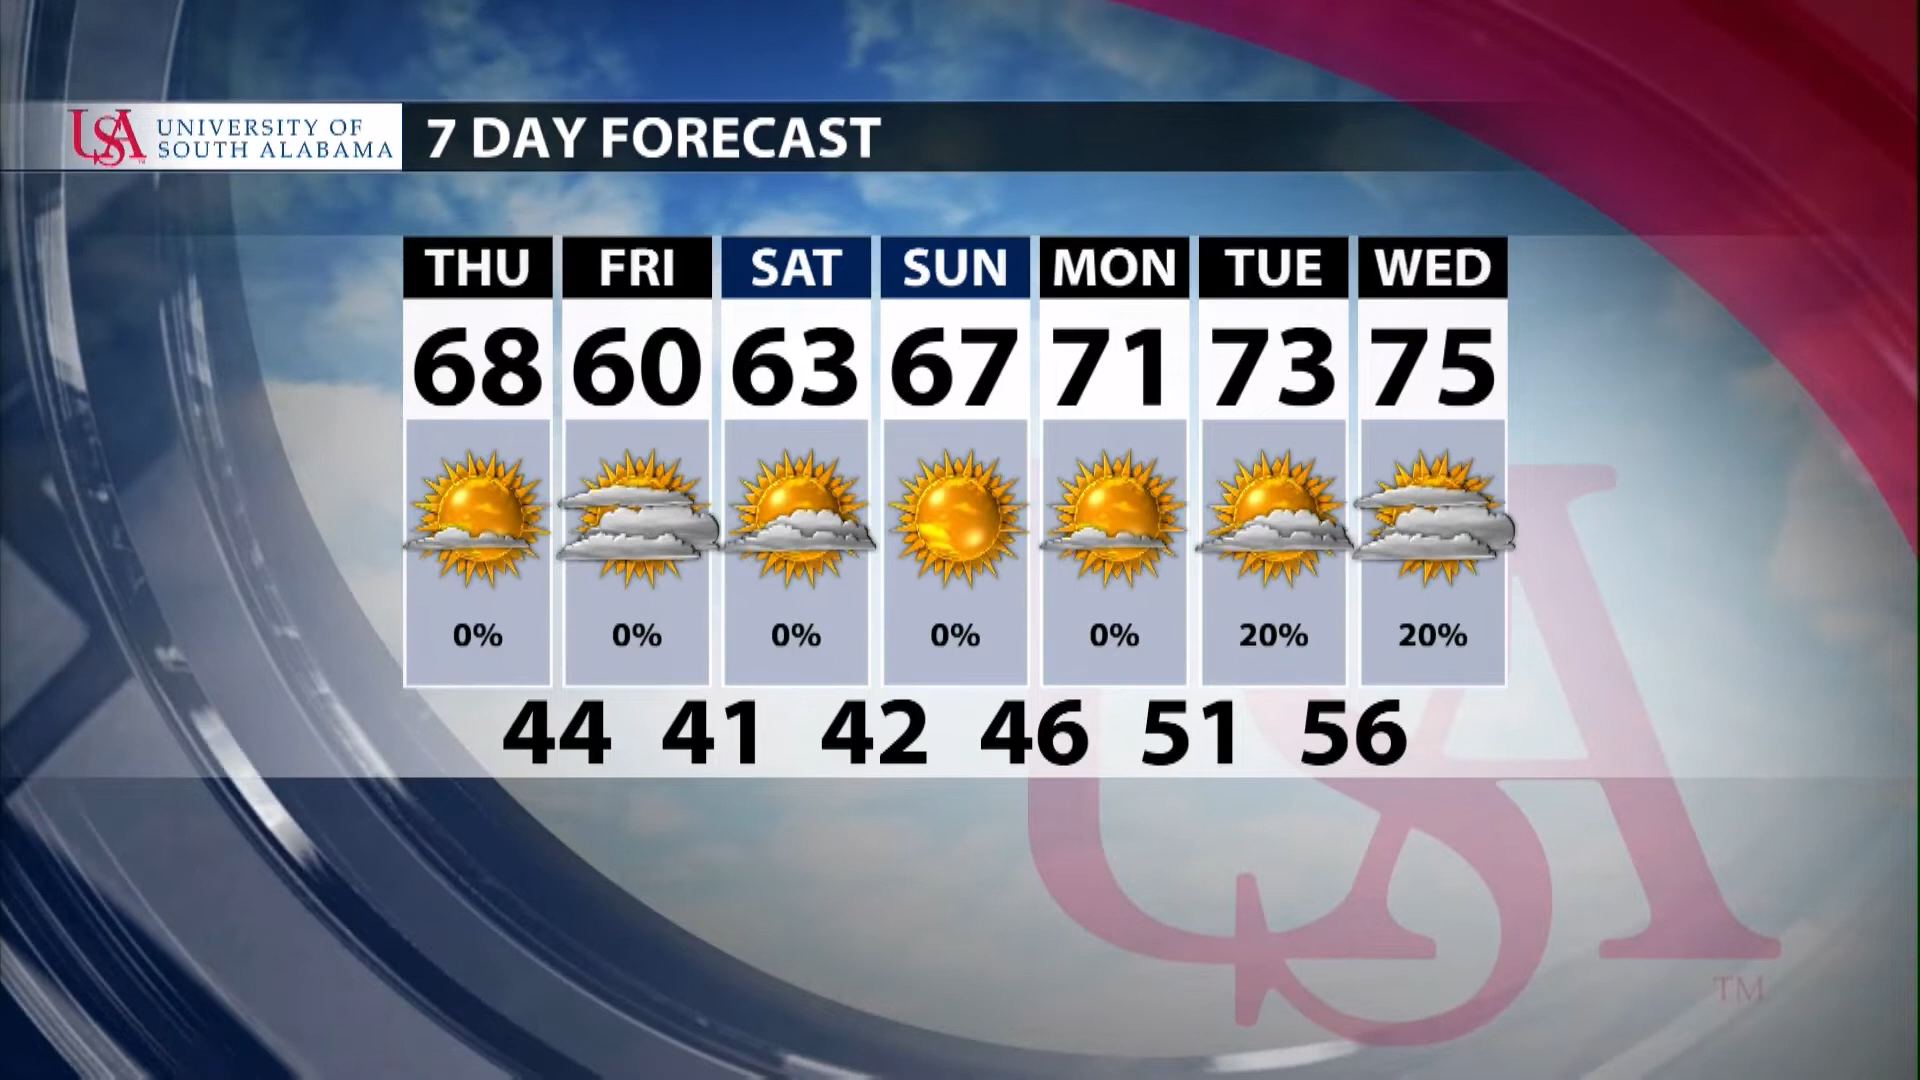 USA UNIVERSITY OF
SOUTH ALABAMA
7 DAY FORECAST
THU FRI SAT SUN MON TUE WED
68 60 63 67 71 73 75
0% 0% 0% 0% 0% 20% 20%
44 41 42 46 51 56
USA
TM